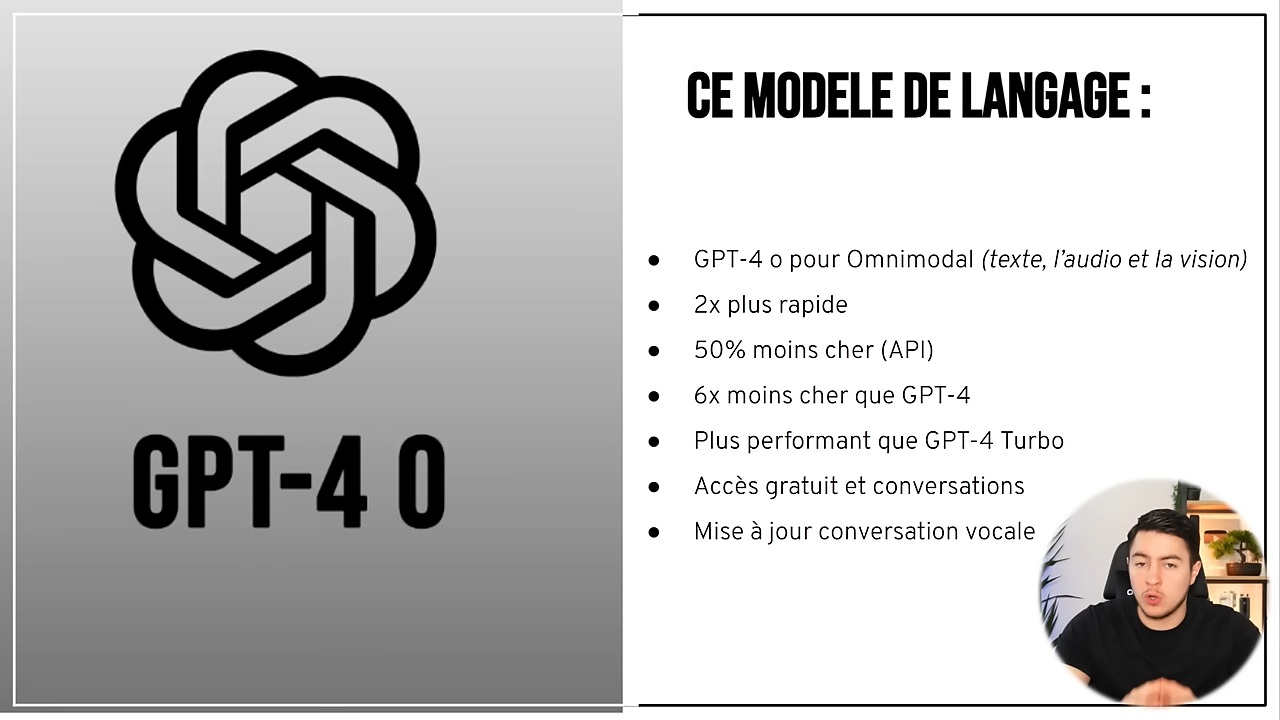 GPT-4 O
CE MODELE DE LANGAGE :
GPT-4 o pour Omnimodal (texte, l'audio et la vision)
2x plus rapide
50% moins cher (API)
6x moins cher que GPT-4
Plus performant que GPT-4 Turbo
Accès gratuit et conversations
Mise à jour conversation vocale